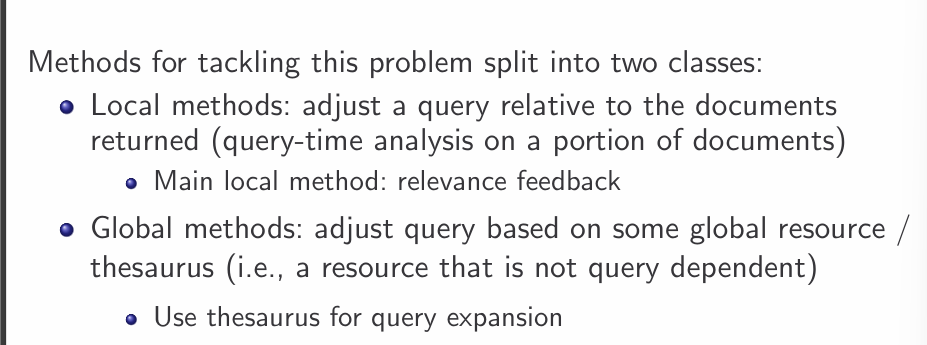 Methods for tackling this problem split into two classes:
Local methods: adjust a query relative to the documents
returned (query-time analysis on a portion of documents)
Main local method: relevance feedback
Global methods: adjust query based on some global resource /
thesaurus (i.e., a resource that is not query dependent)
Use thesaurus for query expansion